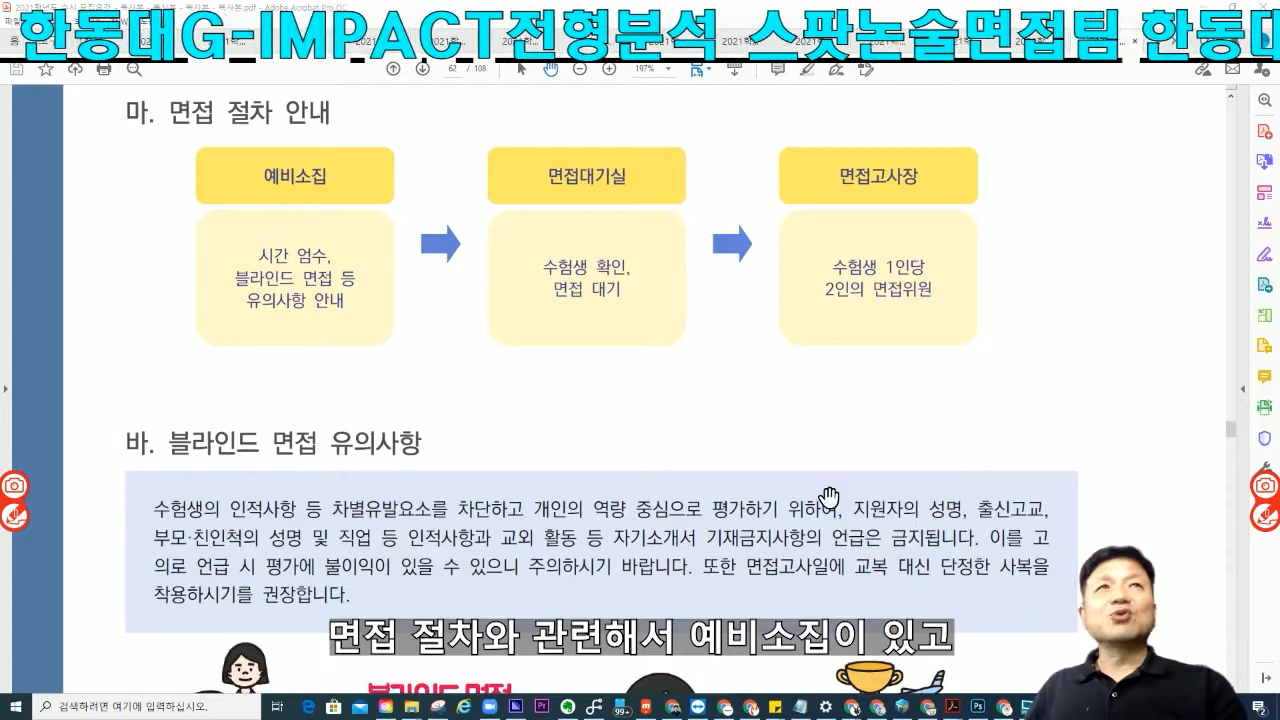 한동대G-IMPACT전형분석 스팟논술면접팀 한동대
62 / 108
197%
마. 면접 절차 안내
예비소집
면접대기실
면접고사장
시간 엄수,
블라인드 면접 등
유의사항 안내
수험생 확인,
면접 대기
수험생 1인당
2인의 면접위원
바. 블라인드 면접 유의사항
수험생의 인적사항 등 차별유발요소를 차단하고 개인의 역량 중심으로 평가하기 위하여, 지원자의 성명, 출신고교,
부모·친인척의 성명 및 직업 등 인적사항과 교외 활동 등 자기소개서 기재금지사항의 언급은 금지됩니다. 이를 고
의로 언급 시 평가에 불이익이 있을 수 있으니 주의하시기 바랍니다. 또한 면접고사일에 교복 대신 단정한 사복을
착용하시기를 권장합니다.
면접 절차와 관련해서 예비소집이 있고
블라인드 면접
검색하려면 여기에 입력하십시오.
99+